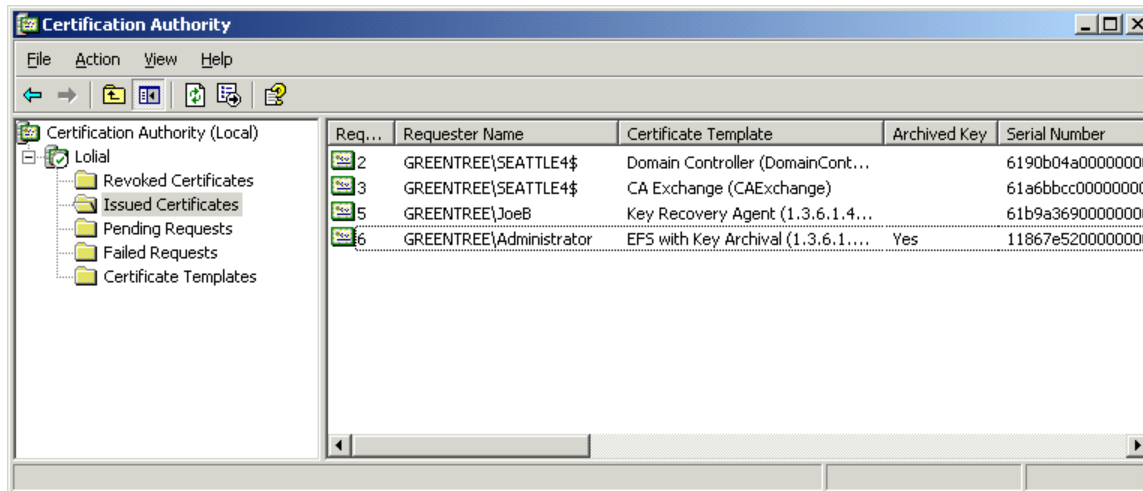 Certification Authority
File Action View Help
Certification Authority (Local)
Lolial
Revoked Certificates
Issued Certificates
Pending Requests
Failed Requests
Certificate Templates
Req... Requester Name Certificate Template Archived Key Serial Number
2 GREENTREE\SEATTLE4$ Domain Controller (DomainCont... 6190b04a0000000
3 GREENTREE\SEATTLE4$ CA Exchange (CAExchange) 61a6bbcc0000000
5 GREENTREE\JoeB Key Recovery Agent (1.3.6.1.4... 61b9a3690000000
6 GREENTREE\Administrator EFS with Key Archival (1.3.6.1.... Yes 11867e520000000